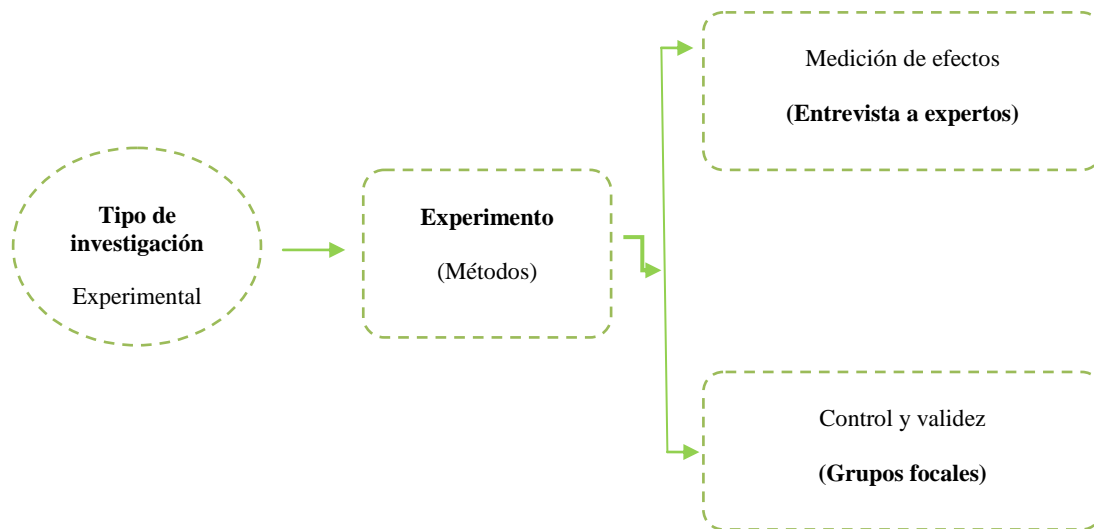 Tipo de
investigación
Experimental
Experimento
(Métodos)
Medición de efectos
(Entrevista a expertos)
Control y validez
(Grupos focales)